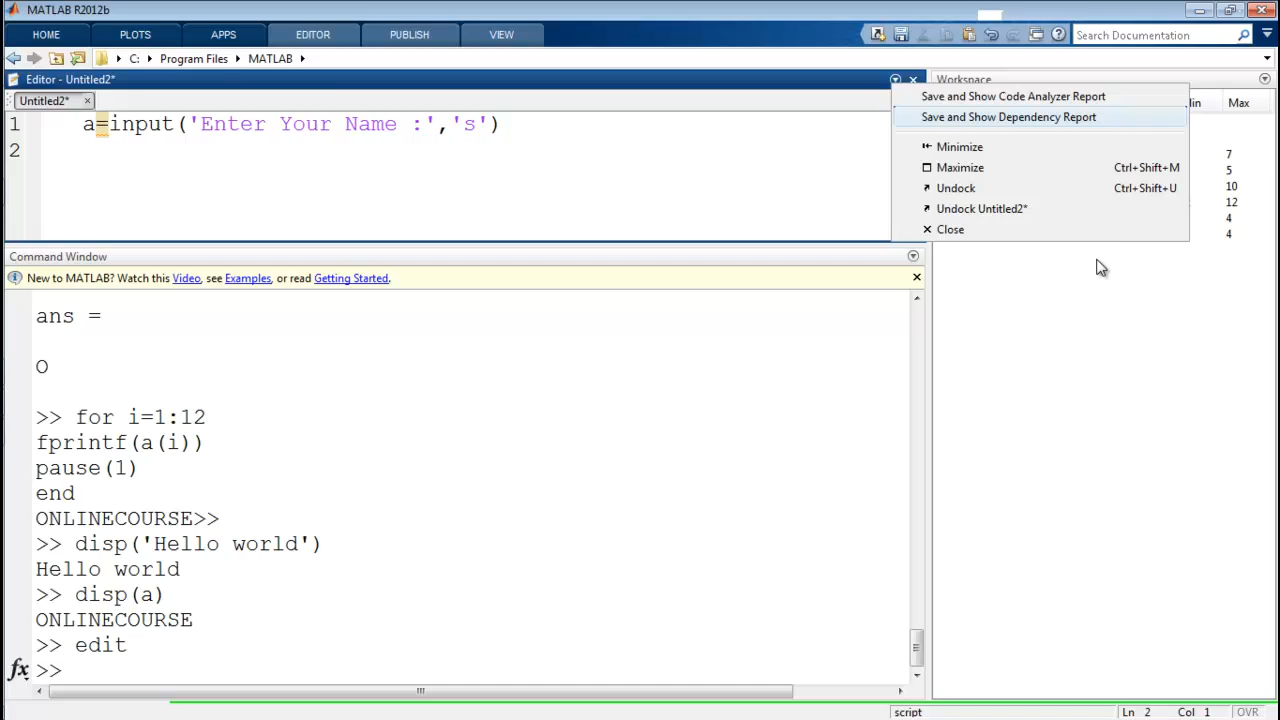 MATLAB R2012b
HOME PLOTS APPS EDITOR PUBLISH VIEW Search Documentation
C: Program Files MATLAB
Editor - Untitled2* Workspace
Untitled2* Max
Save and Show Code Analyzer Report
1 a=input('Enter Your Name :','s') Save and Show Dependency Report
2 Minimize 7
Maximize Ctrl+Shift+M 5
Undock Ctrl+Shift+U 10
12
Undock Untitled2* 4
Close 4
Command Window
New to MATLAB? Watch this Video, see Examples, or read Getting Started.
ans =
O
>> for i=1:12
fprintf(a(i))
pause(1)
end
ONLINECOURSE>>
>> disp('Hello world')
Hello world
>> disp(a)
ONLINECOURSE
>> edit
fx >>
script Ln 2 Col 1 OVR